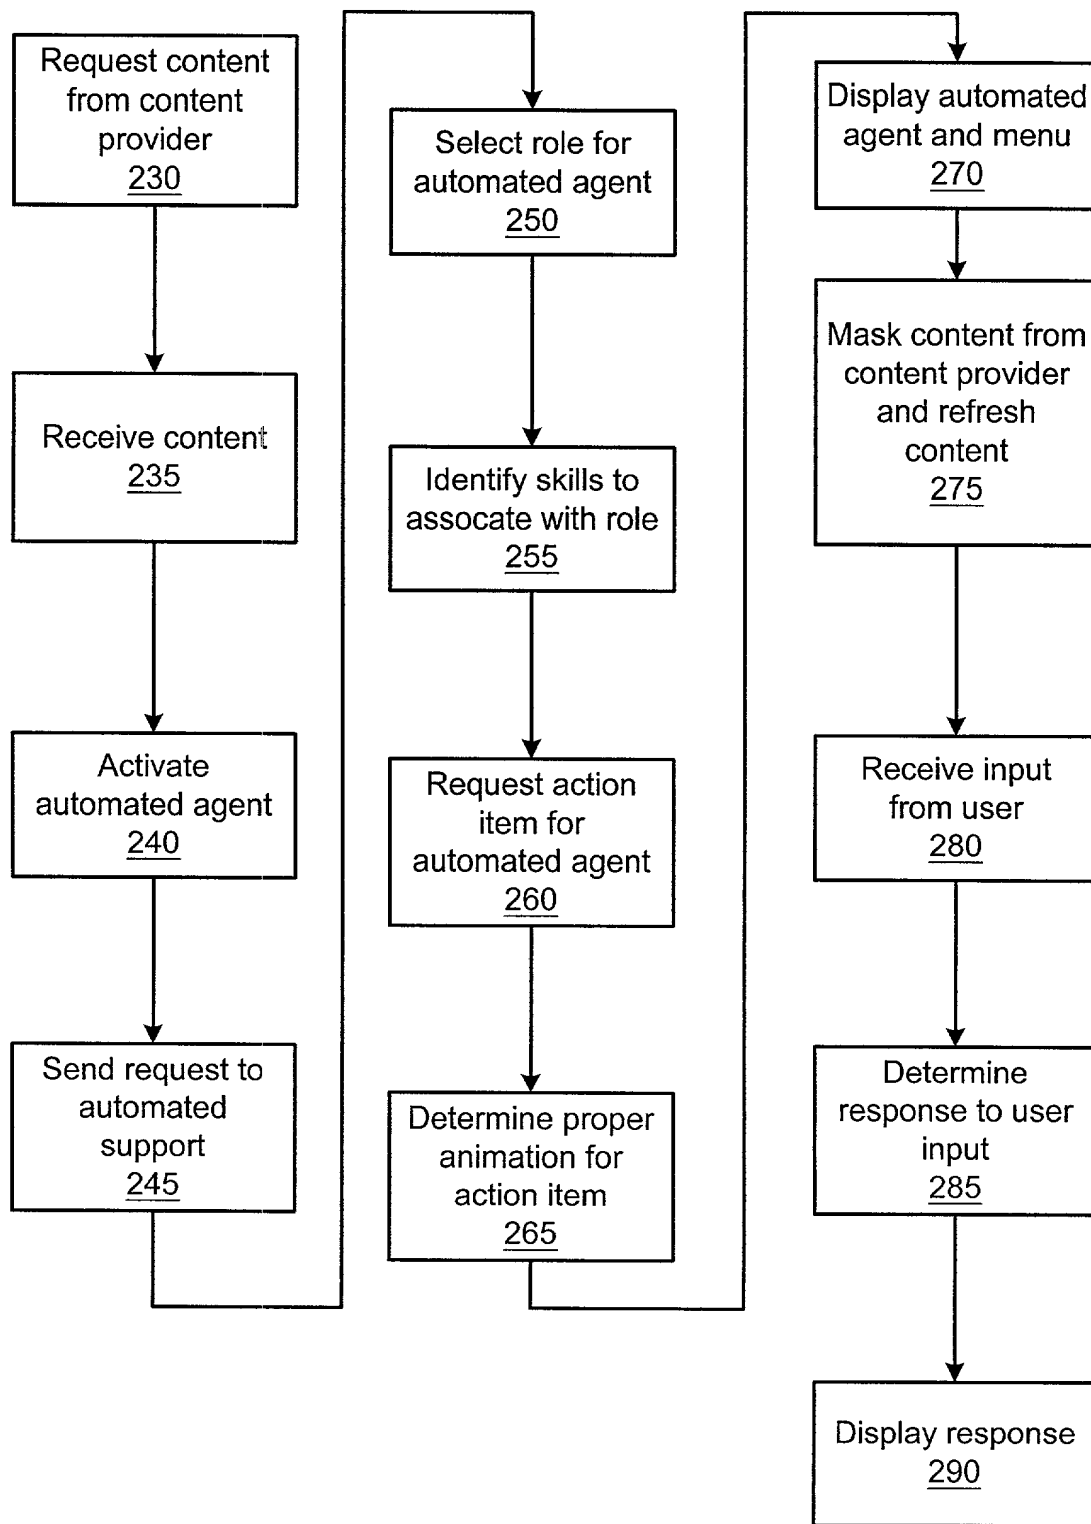 Request content
from content
provider
230
Receive content
235
Activate
automated agent
240
Send request to
automated
support
245
Select role for
automated agent
250
Identify skills to
assocate with role
255
Request action
item for
automated agent
260
Determine proper
animation for
action item
265
Display automated
agent and menu
270
Mask content from
content provider
and refresh
content
275
Receive input
from user
280
Determine
response to user
input
285
Display response
290